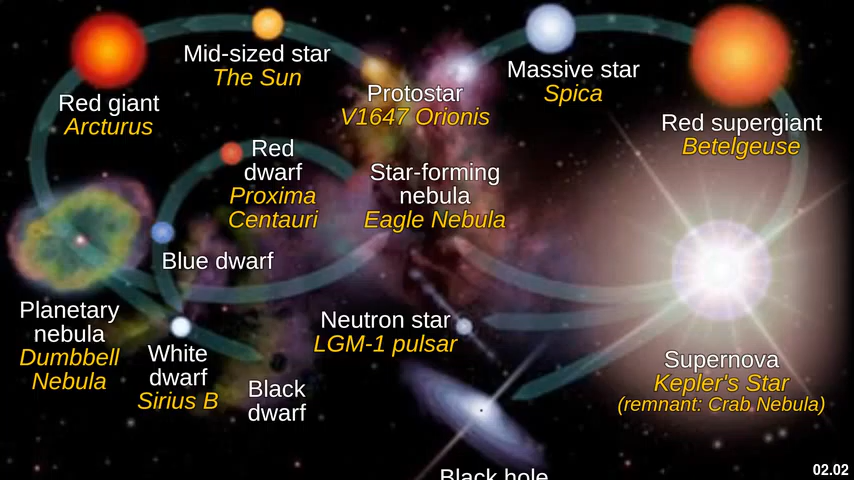 Mid-sized star
The Sun
Massive star
Spica
Protostar
V1647 Orionis
Red giant
Arcturus
Red supergiant
Betelgeuse
Red
dwarf
Proxima
Centauri
Star-forming
nebula
Eagle Nebula
Blue dwarf
Planetary
nebula
Dumbbell
Nebula
White
dwarf
Sirius B
Neutron star
LGM-1 pulsar
Black
dwarf
Supernova
Kepler's Star
(remnant: Crab Nebula)
Black hole
02.02